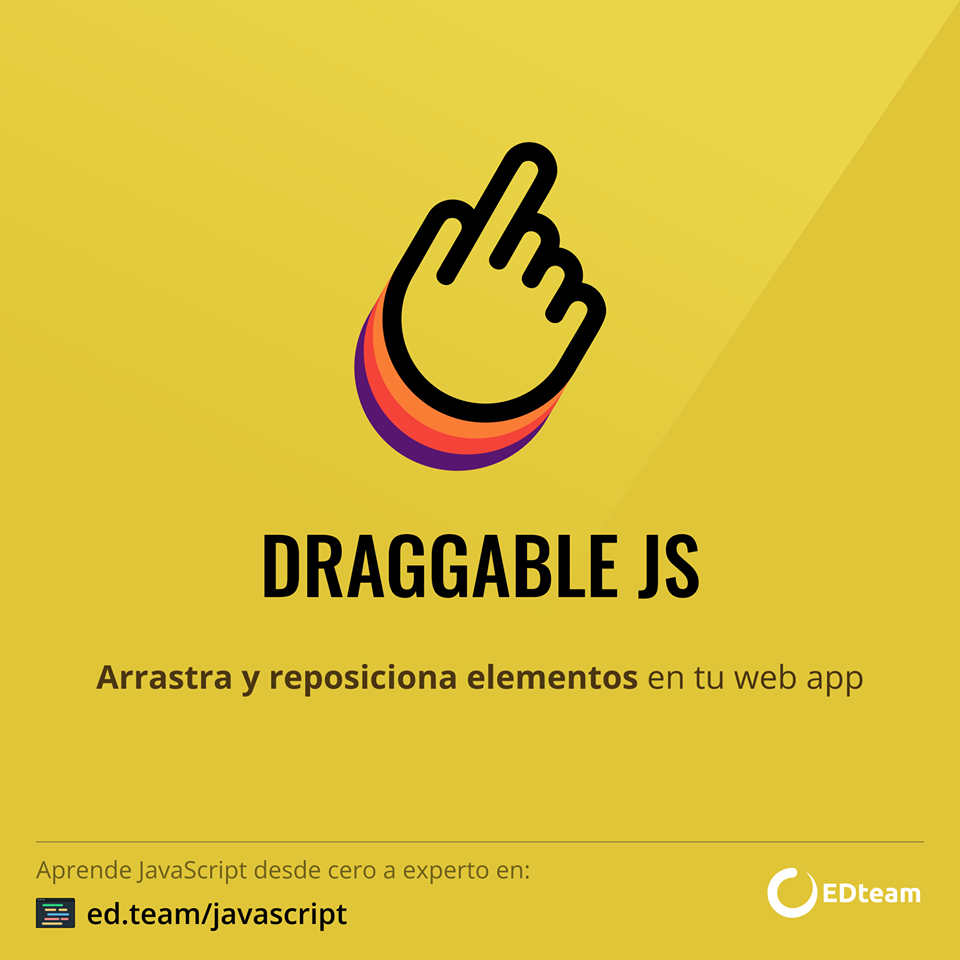 DRAGGABLE JS
Arrastra y reposiciona elementos en tu web app
Aprende JavaScript desde cero a experto en:
ed.team/javascript
EDteam